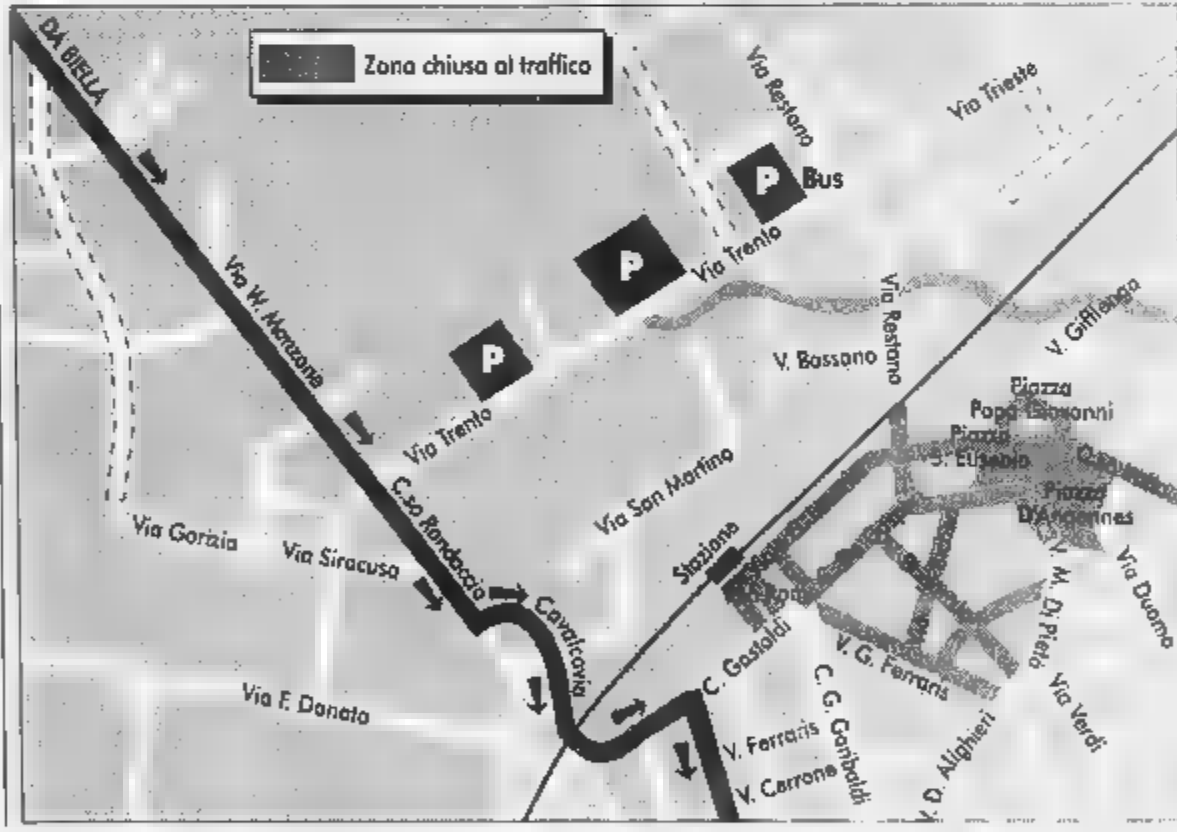 DA BIELLA
Zona chiusa al traffico
Via Restano
Via Trieste
P
Bus
P
Via Trento
Via W. Manzone
Via Restano
V. Gifflenga
P
V. Bassano
Piazza
Papa Giovanni
Via Trento
Piazza
S. Eusebio
C.so Rondaccio
Via San Martino
Piazza
D'Angennes
Via Gorizia
Via Siracusa
Stazione
Cavalcavia
V. M. Di Pietà
Via Duomo
C. Gastaldi
V. G. Ferraris
Via F. Donato
C. G. Garibaldi
Via Verdi
V. Ferraris
V. Carrone
V. D. Alighieri